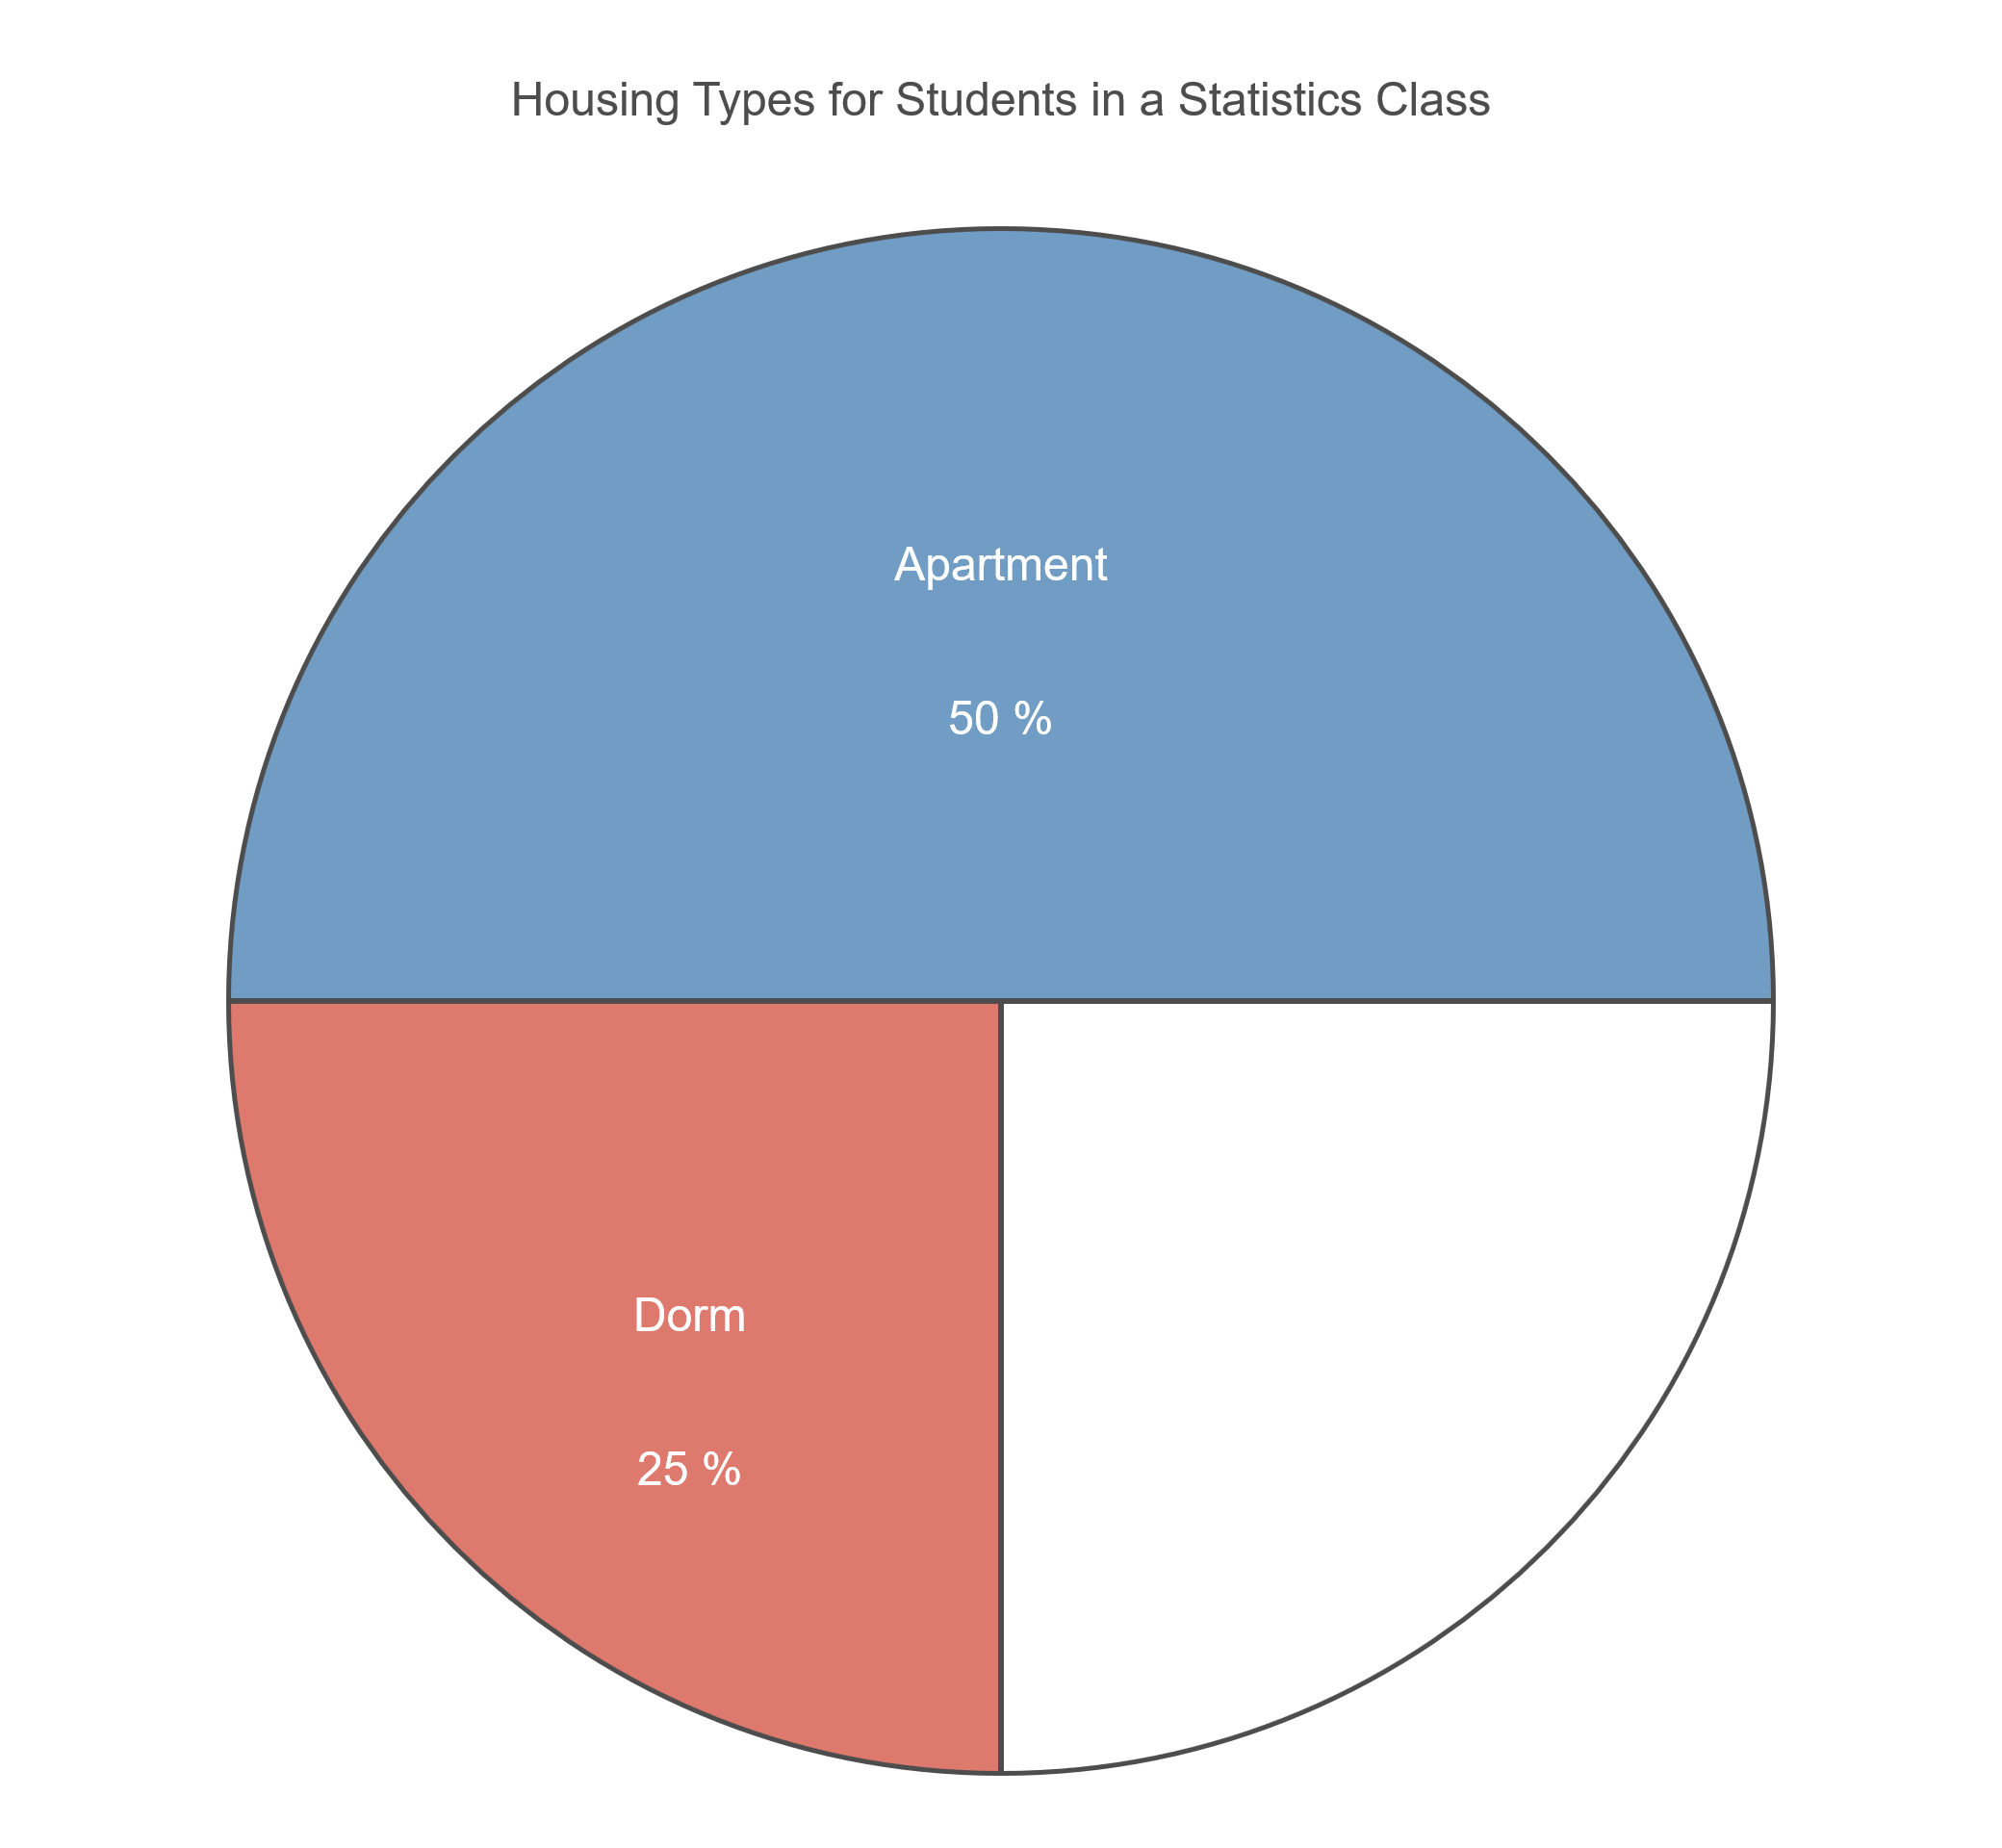 Housing Types for Students in a Statistics Class
Apartment
50 %
Dorm
25 %